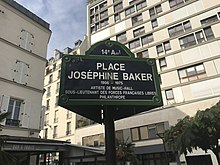 14e Arrt
PLACE
JOSÉPHINE BAKER
1906 - 1975
ARTISTE DE MUSIC-HALL
SOUS-LIEUTENANT DES FORCES FRANÇAISES LIBRES
PHILANTHROPE